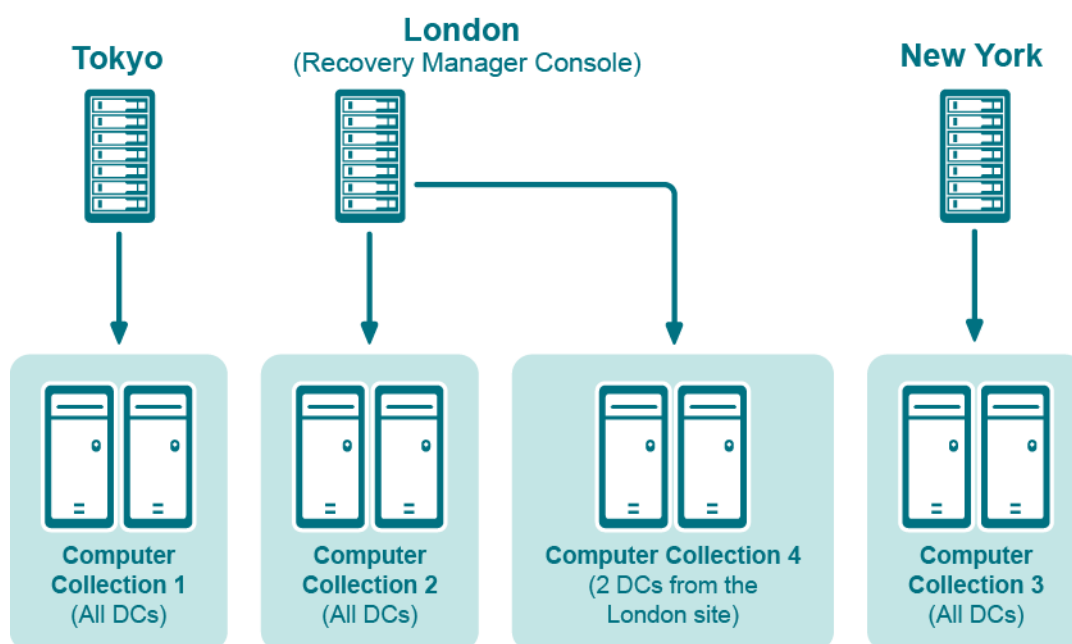 Tokyo
London
(Recovery Manager Console)
New York
Computer
Collection 1
(All DCs)
Computer
Collection 2
(All DCs)
Computer Collection 4
(2 DCs from the
London site)
Computer
Collection 3
(All DCs)